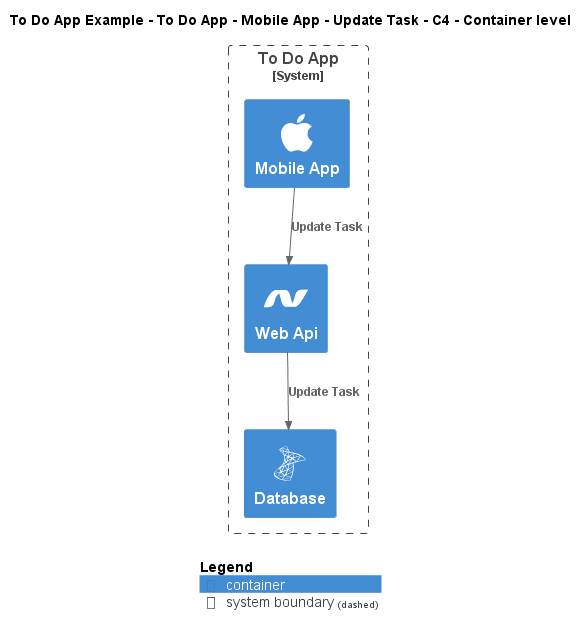 To Do App Example - To Do App - Mobile App - Update Task - C4 - Container level
To Do App
[System]
Mobile App
Update Task
Web Api
Update Task
Database
Legend
container
system boundary (dashed)